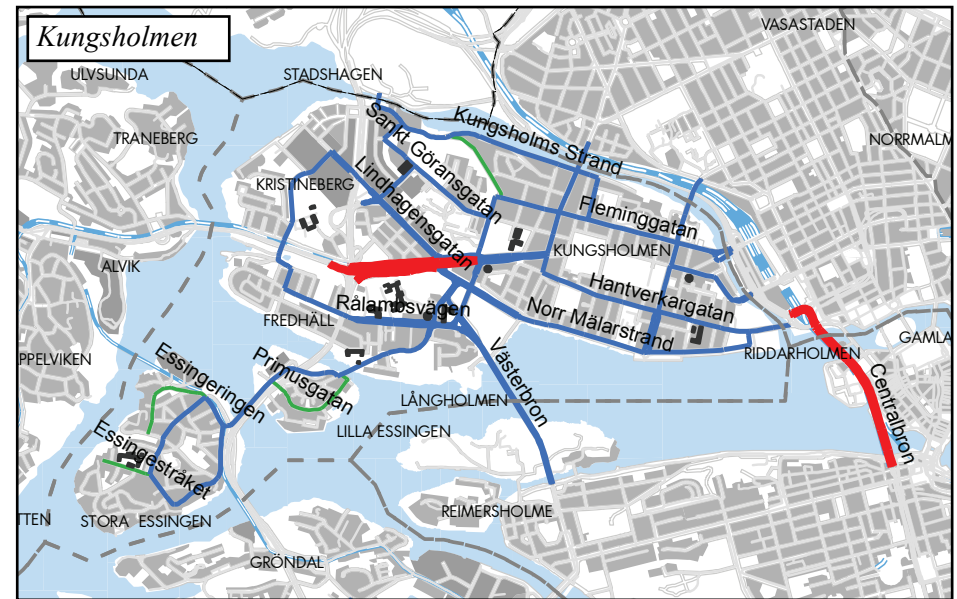 Kungsholmen
VASASTADEN
ULVSUNDA
STADSHAGEN
TRANEBERG
Sankt Göransgatan
Kungsholms Strand
NORRMALM
KRISTINEBERG
Lindhagensgatan
Fleminggatan
KUNGSHOLMEN
ALVIK
Hantverkargatan
Rålambsvägen
FREDHÄLL
Norr Mälarstrand
GAMLA
PPELVIKEN
RIDDARHOLMEN
Essingeringen
Primusgatan
Västerbron
Centralbron
LÅNGHOLMEN
LILLA ESSINGEN
Essingestråket
REIMERSHOLME
TTEN
STORA ESSINGEN
GRÖNDAL